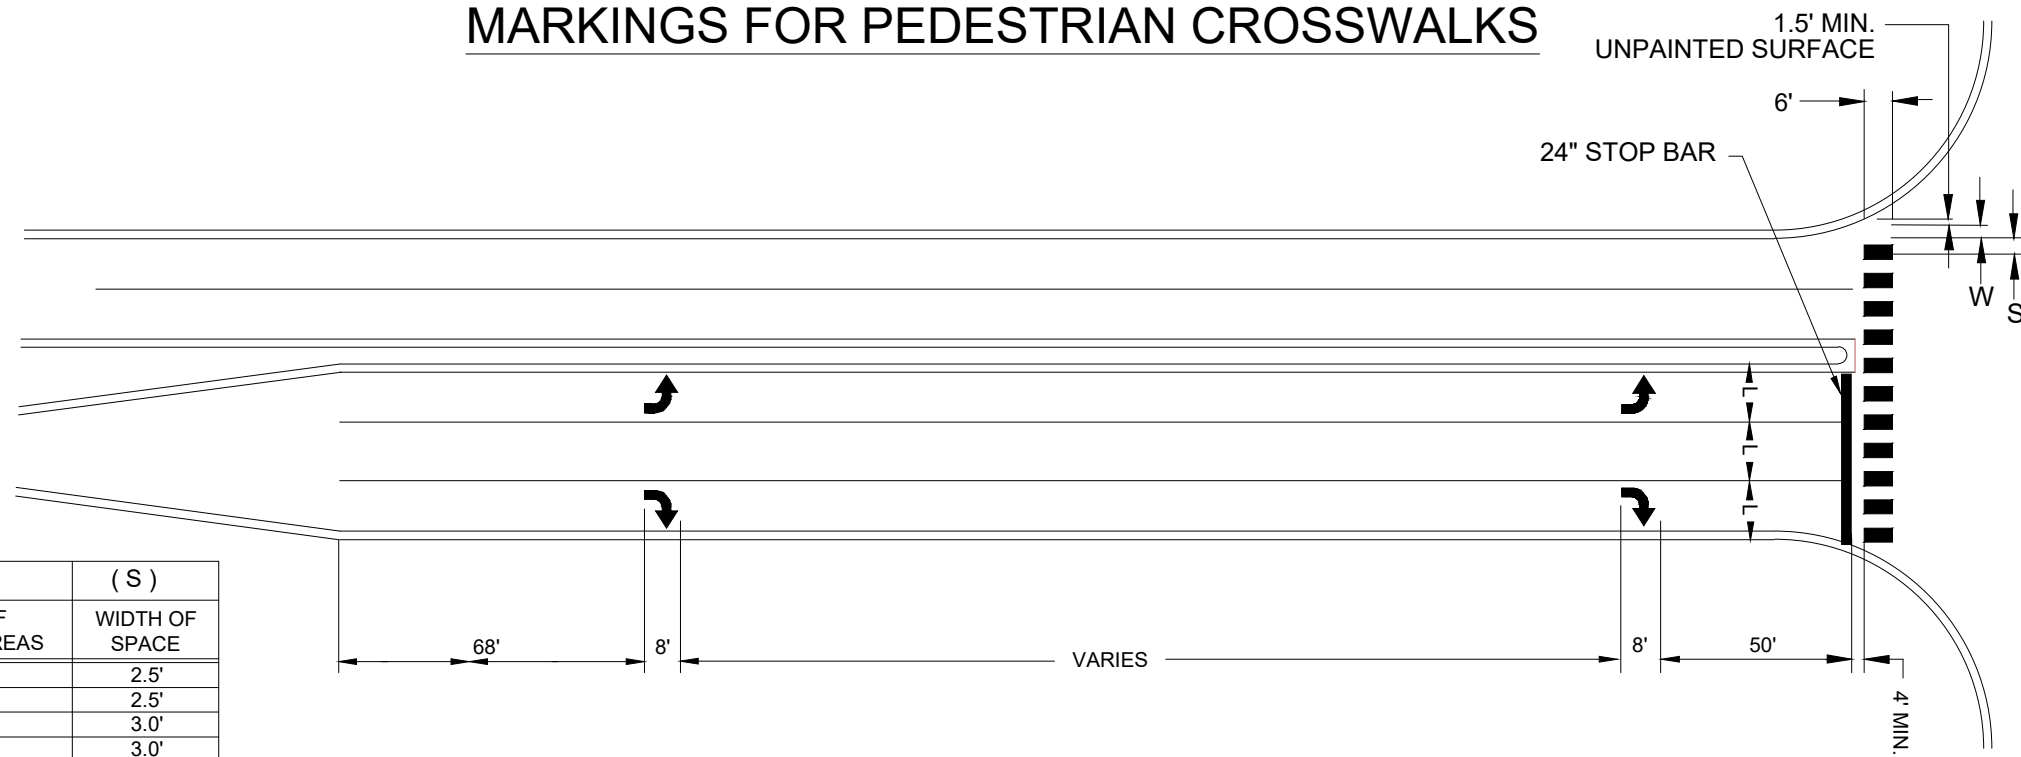 MARKINGS FOR PEDESTRIAN CROSSWALKS
1.5' MIN.
UNPAINTED SURFACE
6'
24" STOP BAR
W
S
L
L
L
( S )
WIDTH OF
REAS
SPACE
2.5'
2.5'
3.0'
3.0'
68'
8'
VARIES
8'
50'
4' MIN.